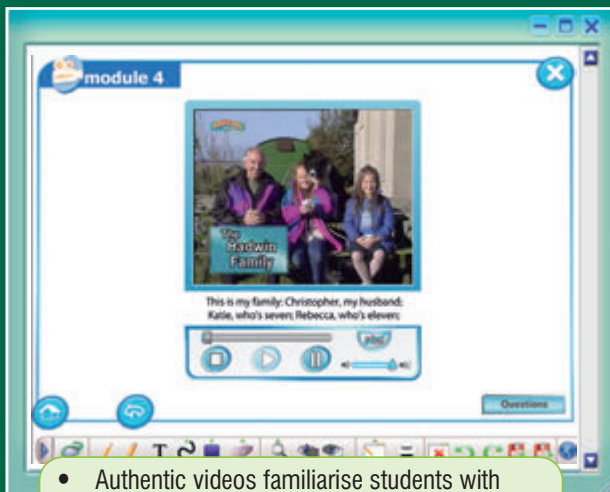 module 4
The
Hadwin
Family
This is my family: Christopher, my husband;
Katie, who's seven; Rebecca, who's eleven;
Questions
• Authentic videos familiarise students with